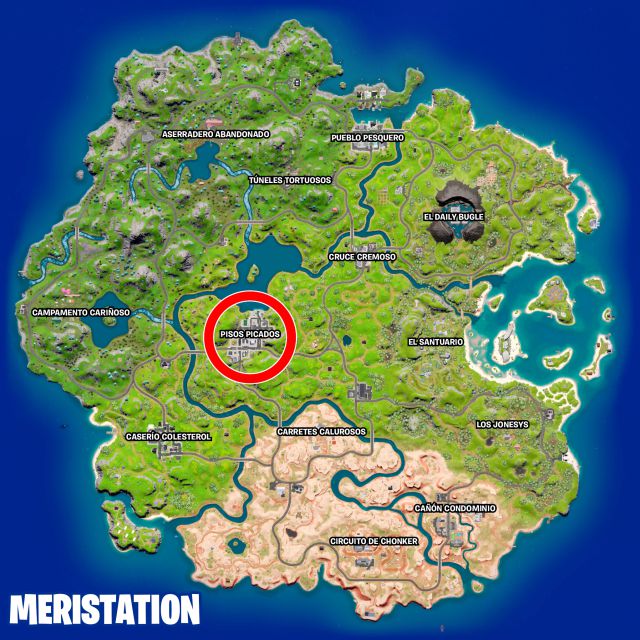 ASERRADERO ABANDONADO
PUEBLO PESQUERO
TÚNELES TORTUOSOS
EL DAILY BUGLE
CRUCE CREMOSO
CAMPAMENTO CARIÑOSO
PISOS PICADOS
EL SANTUARIO
LOS JONESYS
CARRETES CALUROSOS
CASERÍO COLESTEROL
CAÑÓN CONDOMINIO
CIRCUITO DE CHONKER
MERISTATION